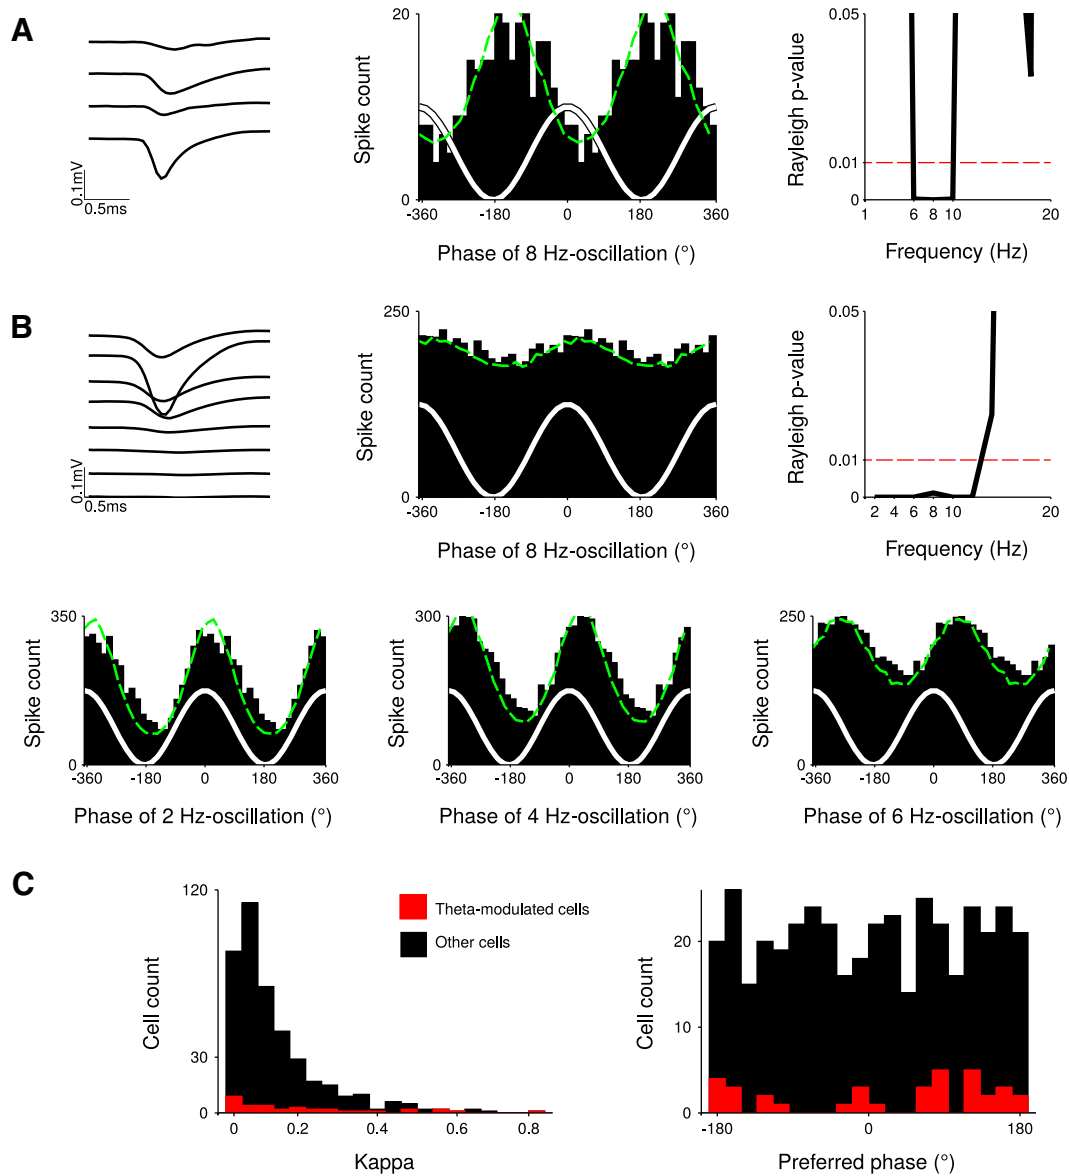 A
0.1mV
0.5ms
Spike count
20
0
-360
-180
0
180
360
Phase of 8 Hz-oscillation (°)
Rayleigh p-value
0.05
0.01
0
1
6
8
10
20
Frequency (Hz)
B
0.1mV
0.5ms
Spike count
250
0
-360
-180
0
180
360
Phase of 8 Hz-oscillation (°)
Rayleigh p-value
0.05
0.01
0
2
4
6
8
10
20
Frequency (Hz)
Spike count
350
0
-360
-180
0
180
360
Phase of 2 Hz-oscillation (°)
Spike count
300
0
-360
-180
0
180
360
Phase of 4 Hz-oscillation (°)
Spike count
250
0
-360
-180
0
180
360
Phase of 6 Hz-oscillation (°)
C
Cell count
120
30
0
0
0.2
0.4
0.6
0.8
Kappa
Theta-modulated cells
Other cells
Cell count
20
10
0
-180
0
180
Preferred phase (°)